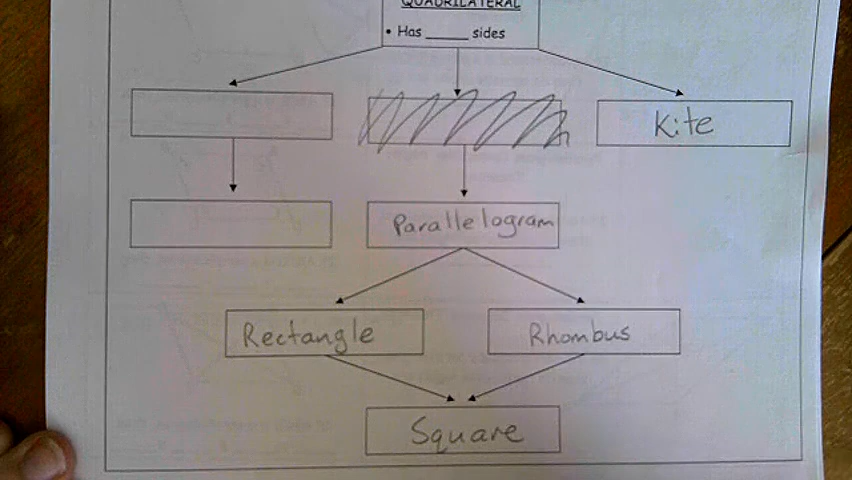 QUADRILATERAL
• Has ______ sides
Kite
Parallelogram
Rectangle
Rhombus
Square